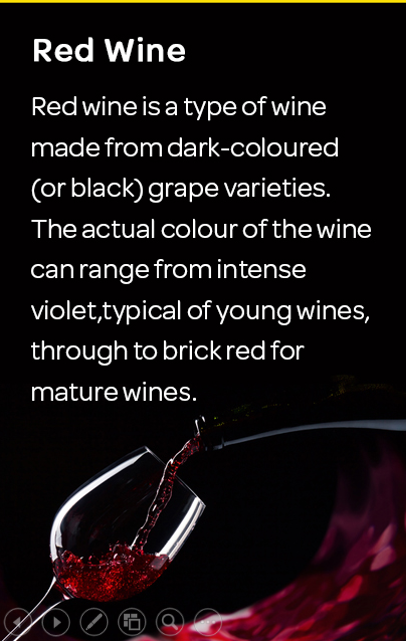 Red Wine
Red wine is a type of wine
made from dark-coloured
(or black) grape varieties.
The actual colour of the wine
can range from intense
violet,typical of young wines,
through to brick red for
mature wines.